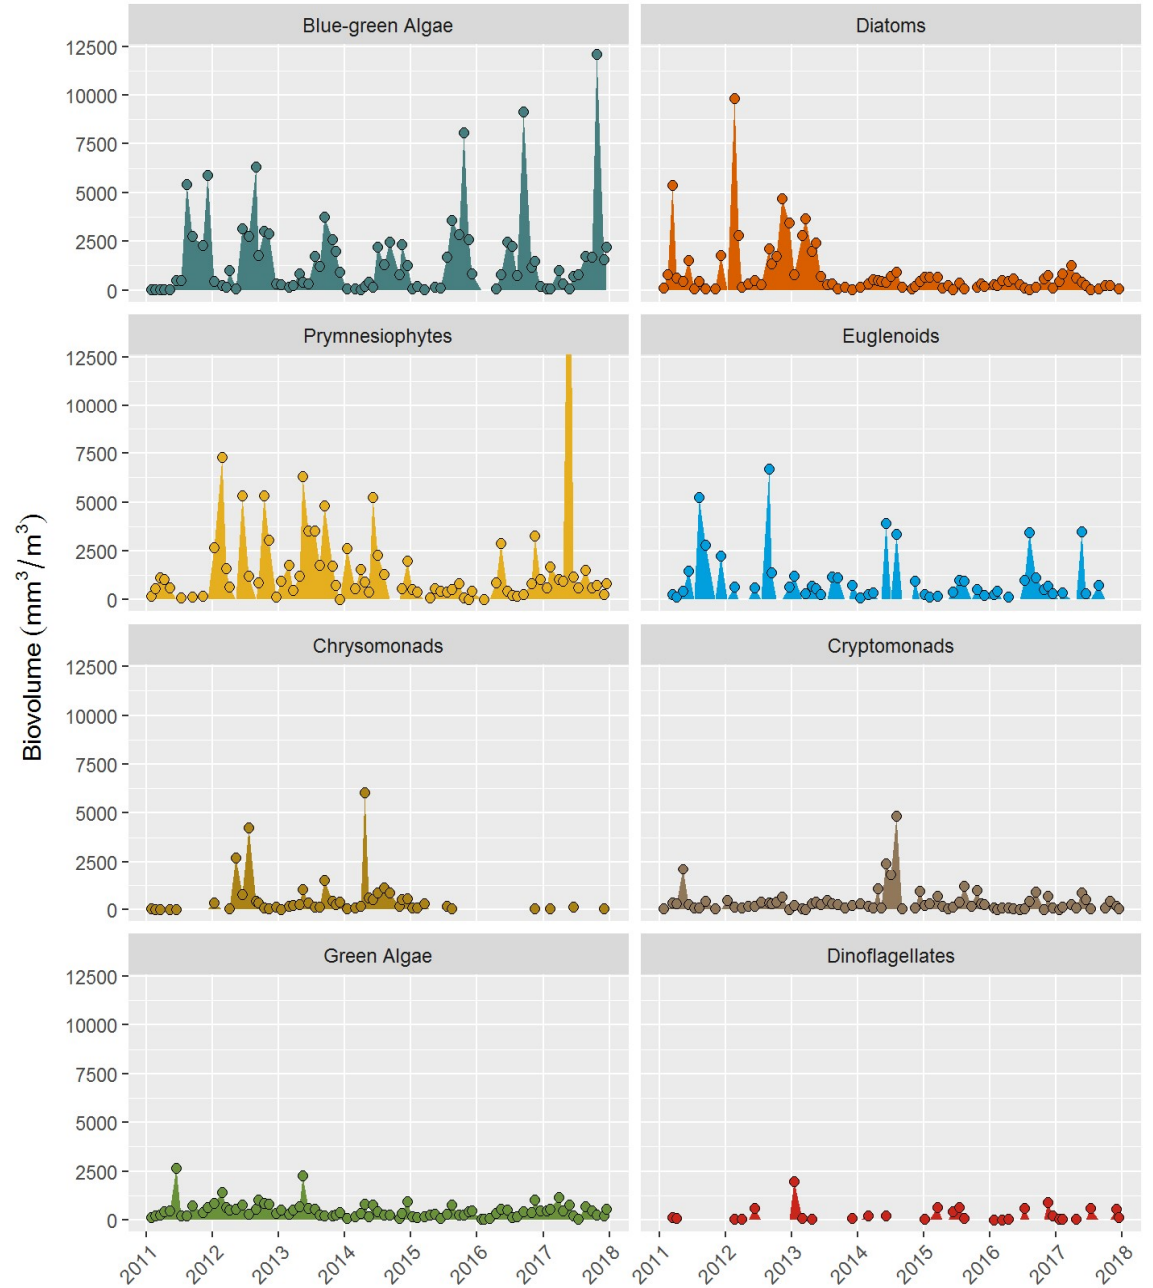 Blue-green Algae
Diatoms
12500
10000
7500
5000
2500
0
Prymnesiophytes
Euglenoids
12500
10000
7500
5000
2500
0
Biovolume (mm³/m³)
Chrysomonads
Cryptomonads
12500
10000
7500
5000
2500
0
Green Algae
Dinoflagellates
12500
10000
7500
5000
2500
0
2011 2012 2013 2014 2015 2016 2017 2018
2011 2012 2013 2014 2015 2016 2017 2018